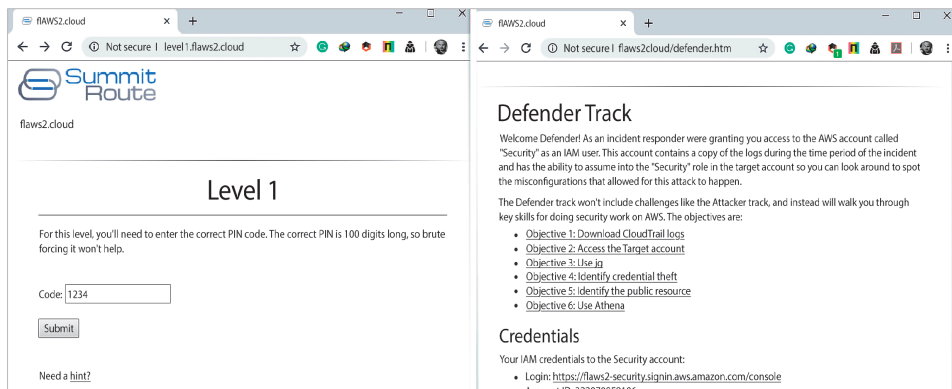 flAWS2.cloud
Not secure | level1.flaws2.cloud
Summit
Route
flaws2.cloud
Level 1
For this level, you'll need to enter the correct PIN code. The correct PIN is 100 digits long, so brute
forcing it won't help.
Code: 1234
Submit
Need a hint?
flAWS2.cloud
Not secure | flaws2cloud/defender.htm
Defender Track
Welcome Defender! As an incident responder were granting you access to the AWS account called
"Security" as an IAM user. This account contains a copy of the logs during the time period of the incident
and has the ability to assume into the "Security" role in the target account so you can look around to spot
the misconfigurations that allowed for this attack to happen.
The Defender track won't include challenges like the Attacker track, and instead will walk you through
key skills for doing security work on AWS. The objectives are:
• Objective 1: Download CloudTrail logs
• Objective 2: Access the Target account
• Objective 3: Use jq
• Objective 4: Identify credential theft
• Objective 5: Identify the public resource
• Objective 6: Use Athena
Credentials
Your IAM credentials to the Security account:
• Login: https://flaws2-security.signin.aws.amazon.com/console